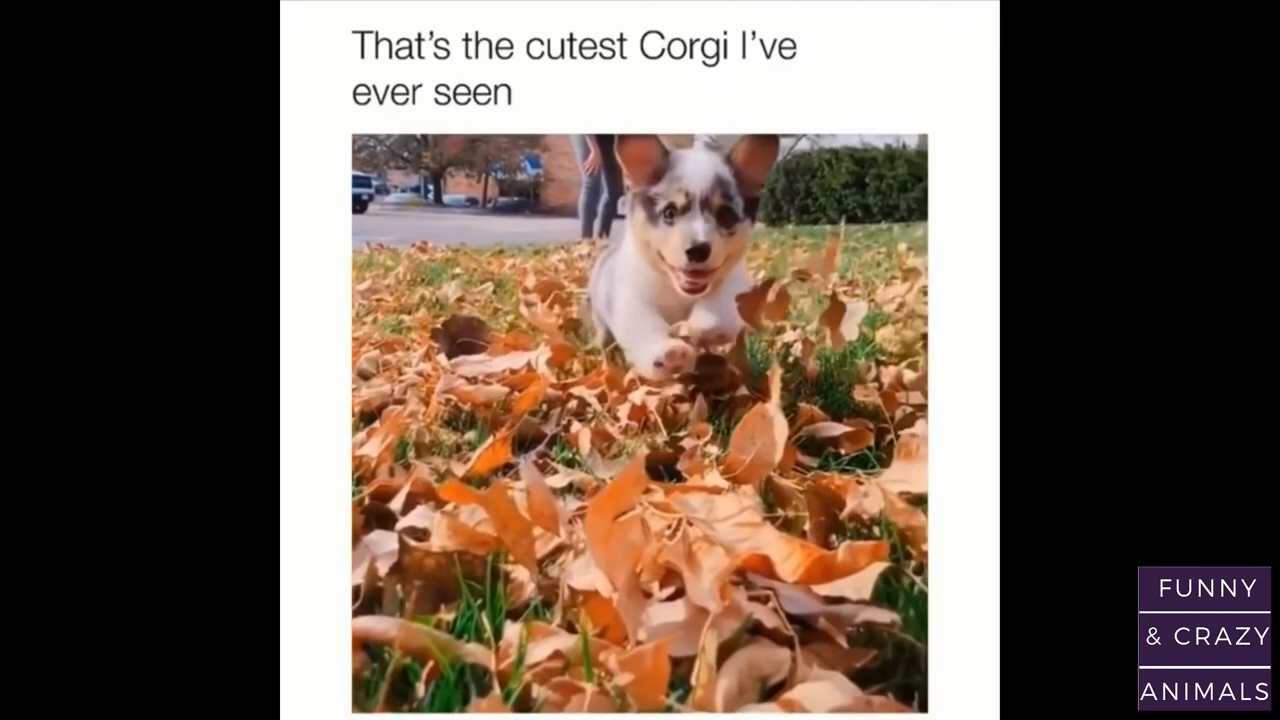 That’s the cutest Corgi I’ve
ever seen
FUNNY
& CRAZY
ANIMALS